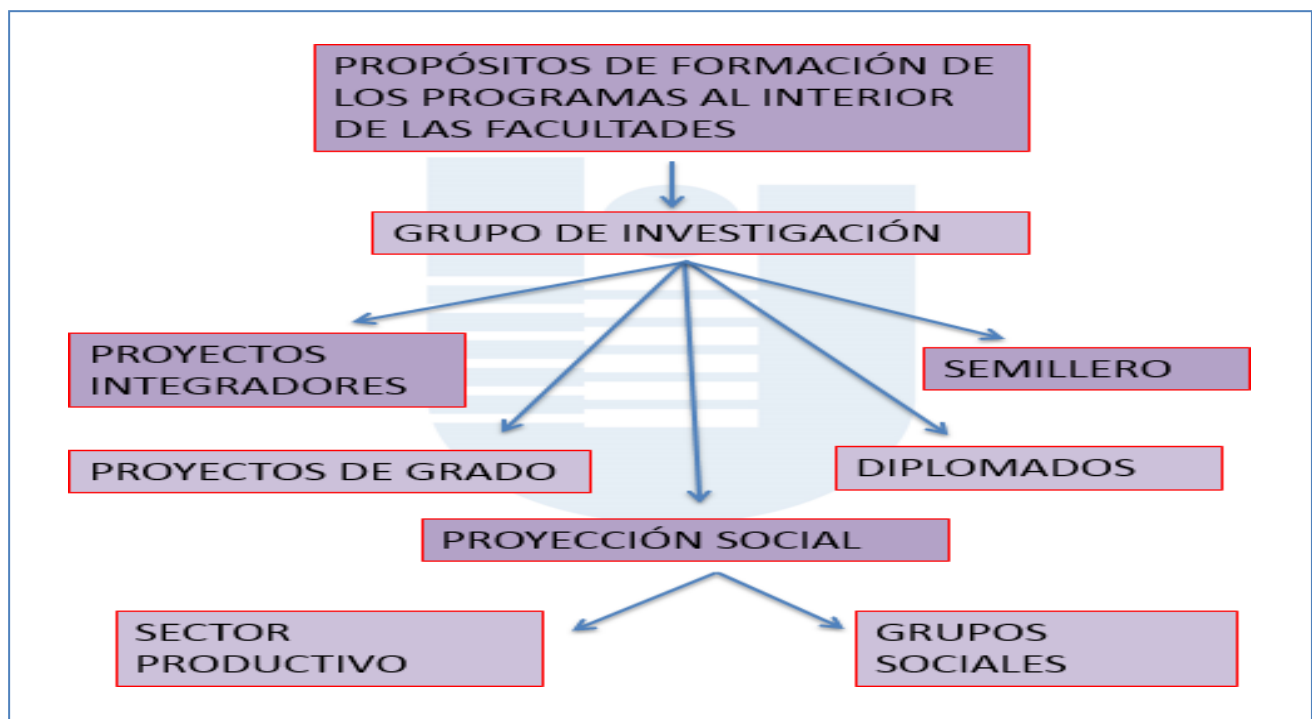 PROPÓSITOS DE FORMACIÓN DE
LOS PROGRAMAS AL INTERIOR
DE LAS FACULTADES
GRUPO DE INVESTIGACIÓN
PROYECTOS
INTEGRADORES
SEMILLERO
PROYECTOS DE GRADO
DIPLOMADOS
PROYECCIÓN SOCIAL
SECTOR
PRODUCTIVO
GRUPOS
SOCIALES